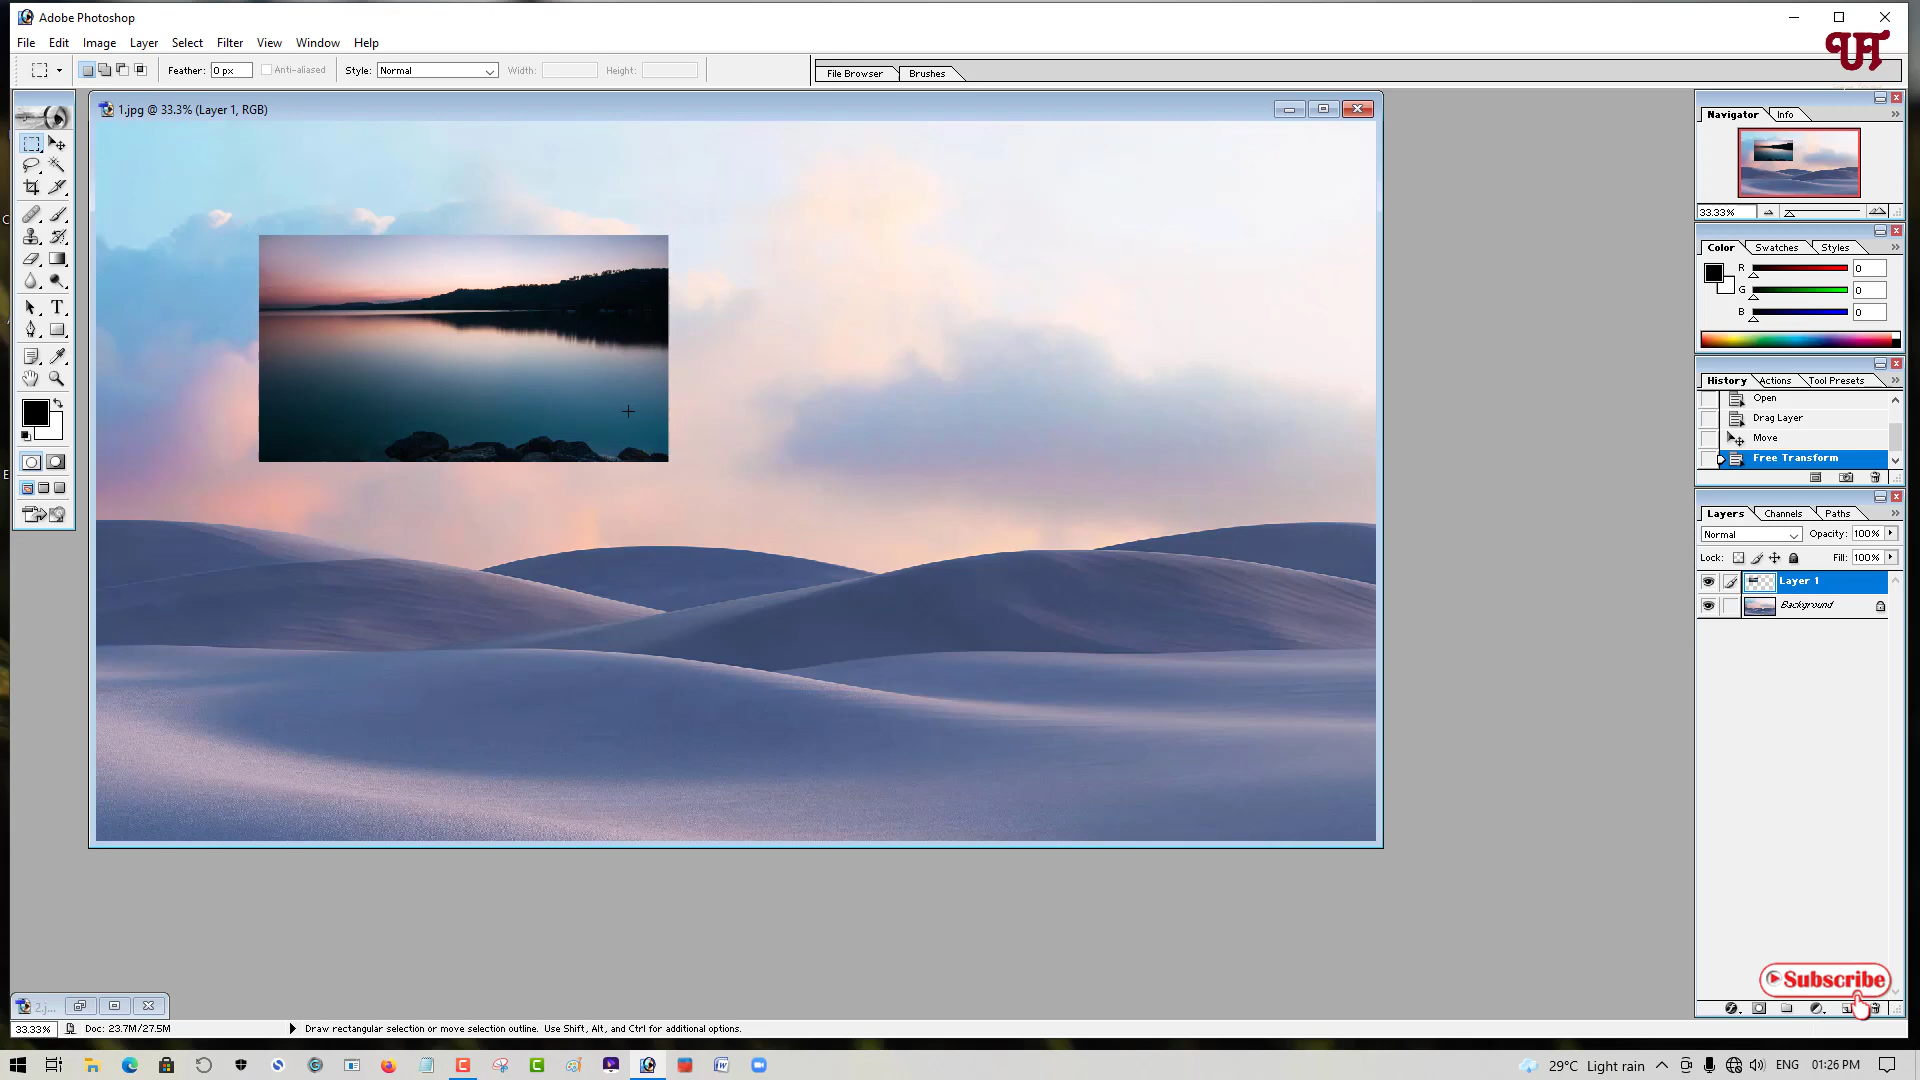 Adobe Photoshop
File Edit Image Layer Select Filter View Window Help
Feather: 0 px Anti-aliased Style: Normal Width: Height: File Browser Brushes
UT
1.jpg @ 33.3% (Layer 1, RGB)
Navigator Info
33.33%
Color Swatches Styles
R 0
G 0
B 0
History Actions Tool Presets
Open
Drag Layer
Move
Free Transform
Layers Channels Paths
Normal Opacity: 100%
Lock: Fill: 100%
Layer 1
Background
Subscribe
2.j...
33.33% Doc: 23.7M/27.5M Draw rectangular selection or move selection outline. Use Shift, Alt, and Ctrl for additional options.
29°C Light rain ENG 01:26 PM